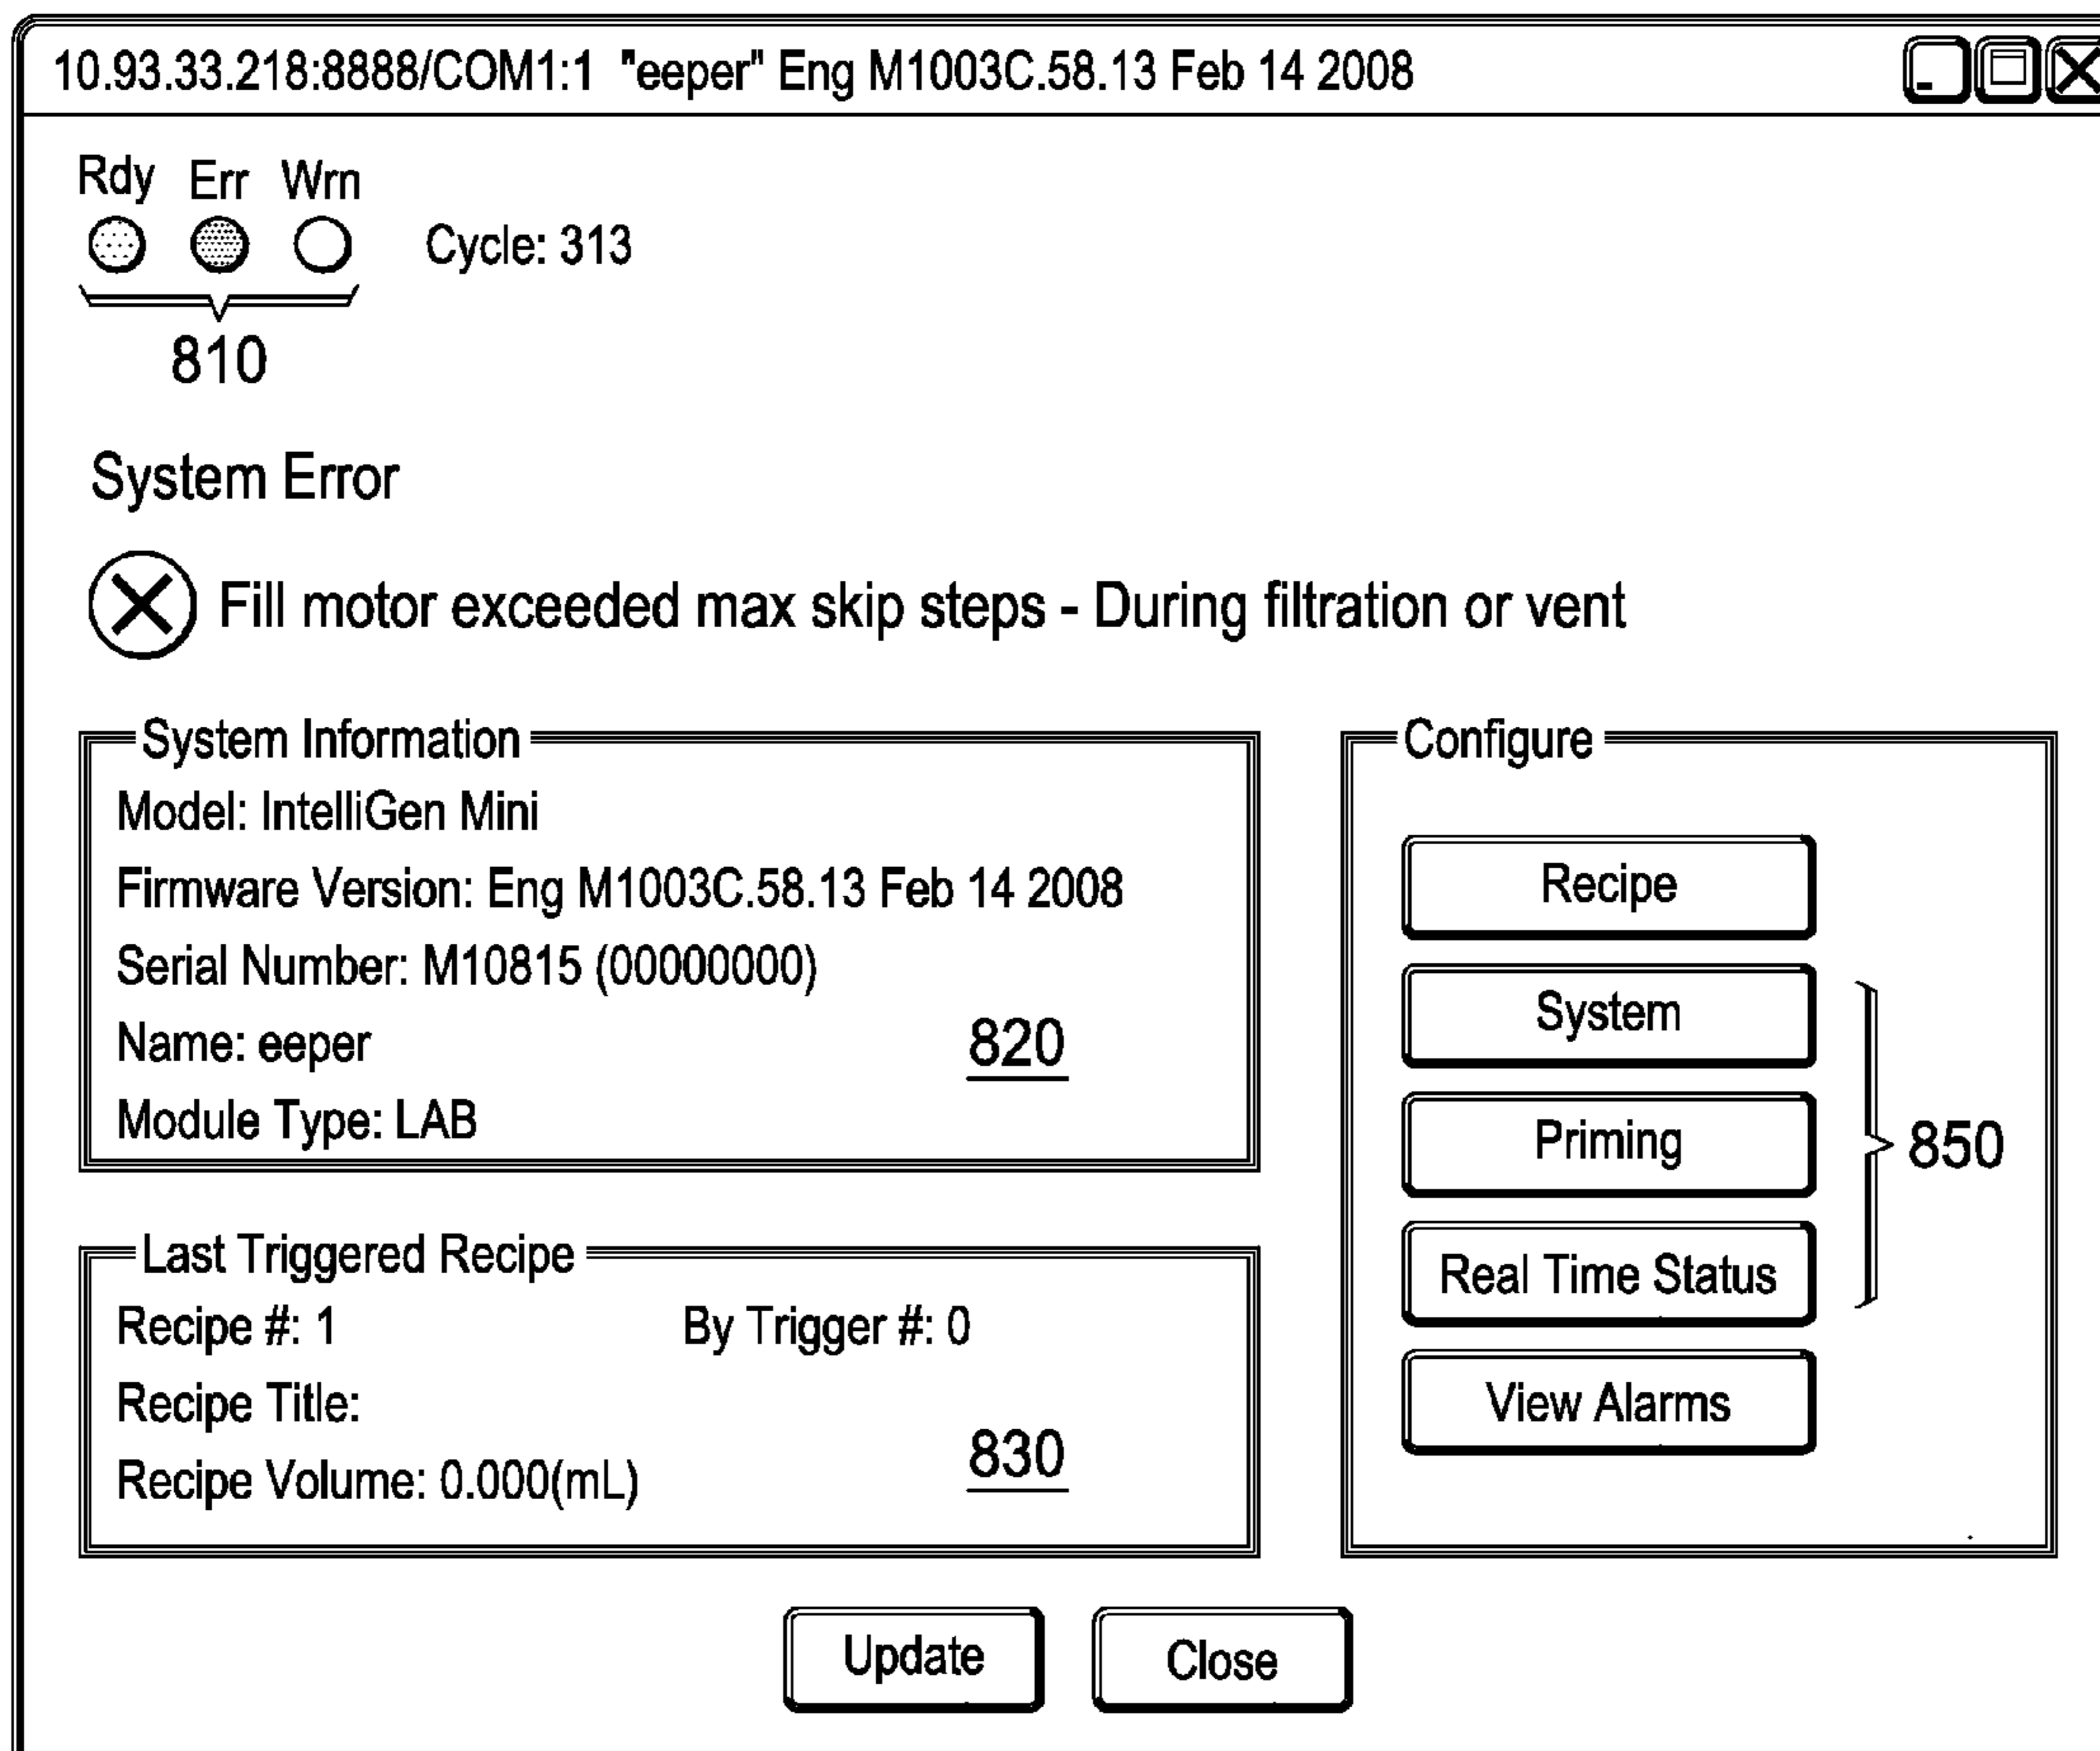 10.93.33.218:8888/COM1:1 "eeper" Eng M1003C.58.13 Feb 14 2008
Rdy Err Wrn
Cycle: 313
810
System Error
Fill motor exceeded max skip steps - During filtration or vent
System Information
Model: IntelliGen Mini
Firmware Version: Eng M1003C.58.13 Feb 14 2008
Serial Number: M10815 (00000000)
Name: eeper
820
Module Type: LAB
Last Triggered Recipe
Recipe #: 1
By Trigger #: 0
Recipe Title:
Recipe Volume: 0.000(mL)
830
Configure
Recipe
System
Priming
850
Real Time Status
View Alarms
Update
Close